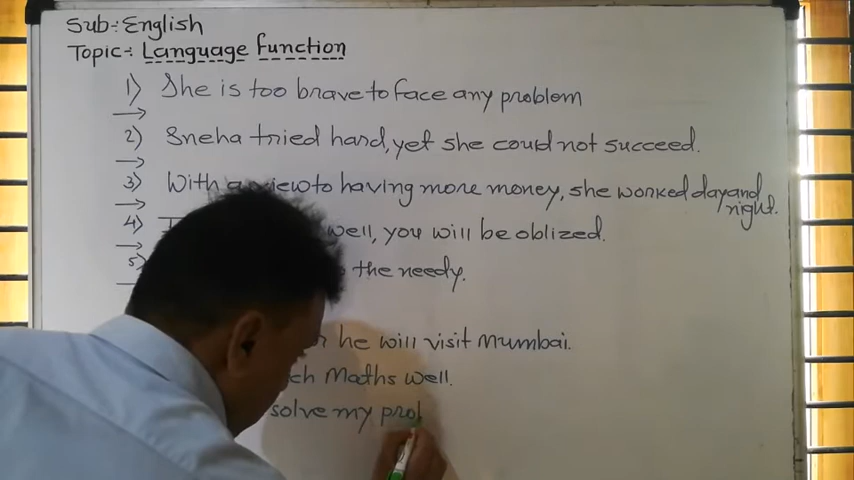 Sub:- English
Topic:- Language function
1) She is too brave to face any problem
2) Sneha tried hard, yet she could not succeed.
3) With a view to having more money, she worked day and
right.
4) well, you will be oblized.
5) the needy.
he will visit Mumbai.
Maths well.
solve my prob